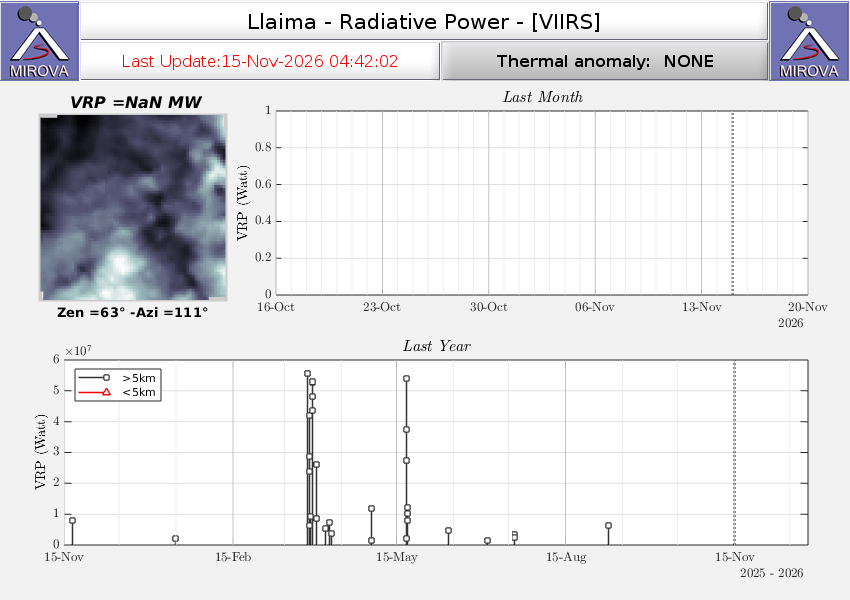 MIROVA
Llaima - Radiative Power - [VIIRS]
Last Update:15-Nov-2026 04:42:02
Thermal anomaly: NONE
MIROVA
VRP =NaN MW
Zen =63° -Azi =111°
Last Month
VRP (Watt)
1
0.8
0.6
0.4
0.2
0
16-Oct 23-Oct 30-Oct 06-Nov 13-Nov 20-Nov
2026
Last Year
×10⁷
VRP (Watt)
6
5
4
3
2
1
0
>5km
<5km
15-Nov 15-Feb 15-May 15-Aug 15-Nov
2025 - 2026